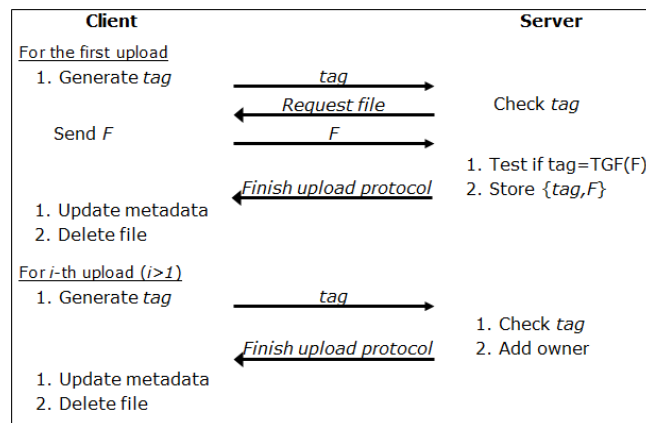 Client Server
For the first upload
1. Generate tag
tag
Request file
Check tag
Send F
F
1. Test if tag=TGF(F)
Finish upload protocol
2. Store {tag,F}
1. Update metadata
2. Delete file
For i-th upload (i>1)
1. Generate tag
tag
1. Check tag
Finish upload protocol
2. Add owner
1. Update metadata
2. Delete file